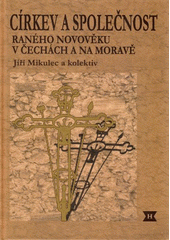 CÍRKEV A SPOLEČNOST
RANÉHO NOVOVĚKU
V ČECHÁCH A NA MORAVĚ
Jiří Mikulec a kolektiv
H